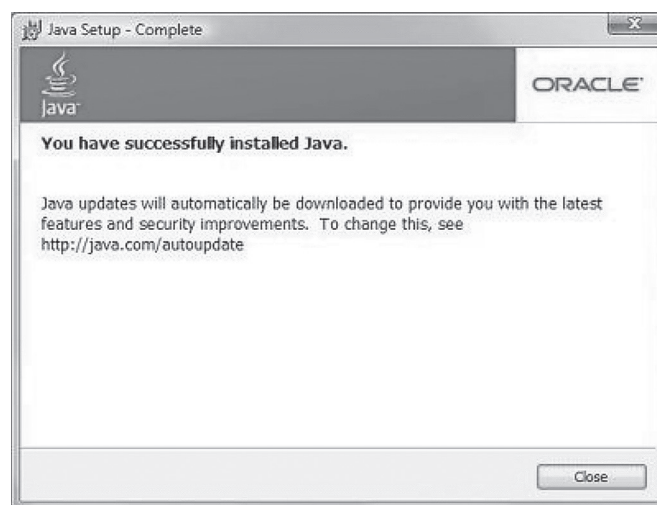 Java Setup - Complete
Java
ORACLE
You have successfully installed Java.
Java updates will automatically be downloaded to provide you with the latest
features and security improvements. To change this, see
http://java.com/autoupdate
Close